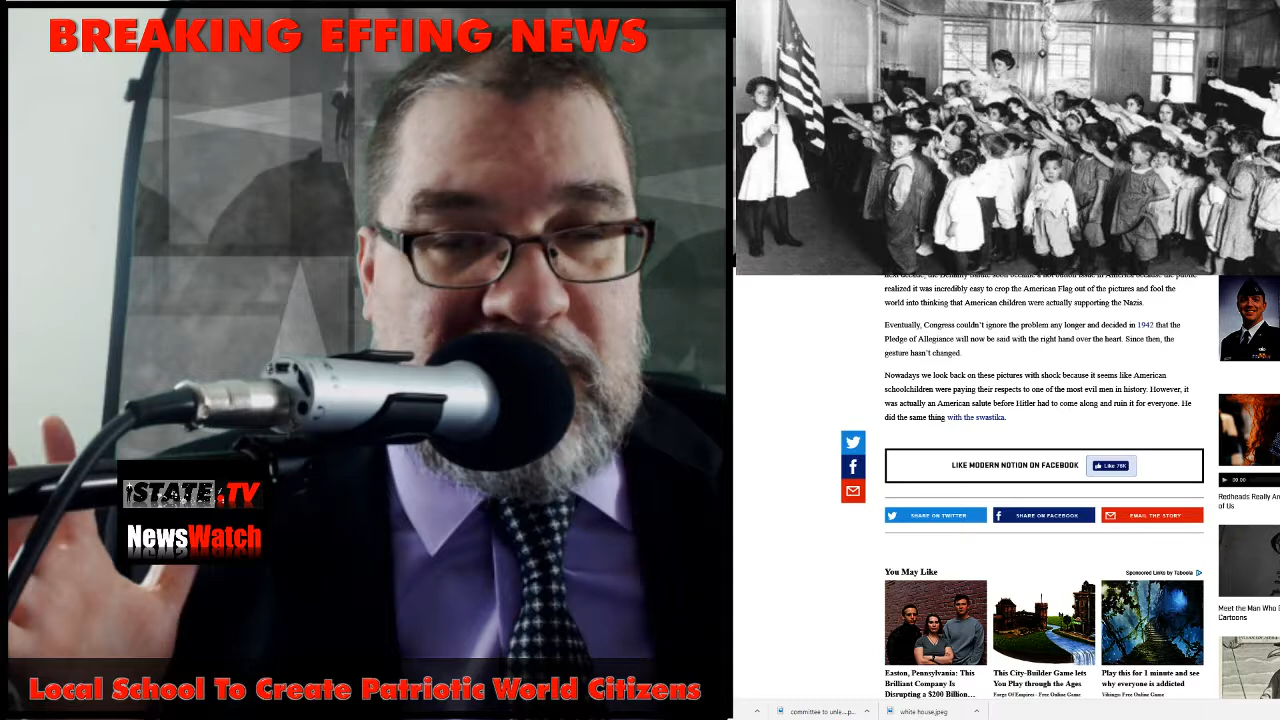 BREAKING EFFING NEWS
iSTATE.TV
NewsWatch
Local School To Create Patriotic World Citizens
realized it was incredibly easy to crop the American Flag out of the pictures and fool the
world into thinking that American children were actually supporting the Nazis.
Eventually, Congress couldn't ignore the problem any longer and decided in 1942 that the
Pledge of Allegiance will now be said with the right hand over the heart. Since then, the
gesture hasn't changed.
Nowadays we look back on these pictures with shock because it seems like American
schoolchildren were paying their respects to one of the most evil men in history. However, it
was actually an American salute before Hitler had to come along and ruin it for everyone. He
did the same thing with the swastika.
LIKE MODERN NOTION ON FACEBOOK
Like 76K
SHARE ON TWITTER
SHARE ON FACEBOOK
EMAIL THE STORY
You May Like
Sponsored Links by Taboola
Easton, Pennsylvania: This
Brilliant Company Is
Disrupting a $200 Billion...
This City-Builder Game lets
You Play through the Ages
Forge Of Empires - Free Online Game
Play this for 1 minute and see
why everyone is addicted
Vikings: Free Online Game
00:00
Redheads Really Ar
of Us
Meet the Man Who
Cartoons
committe to unle....p...
white house.jpeg